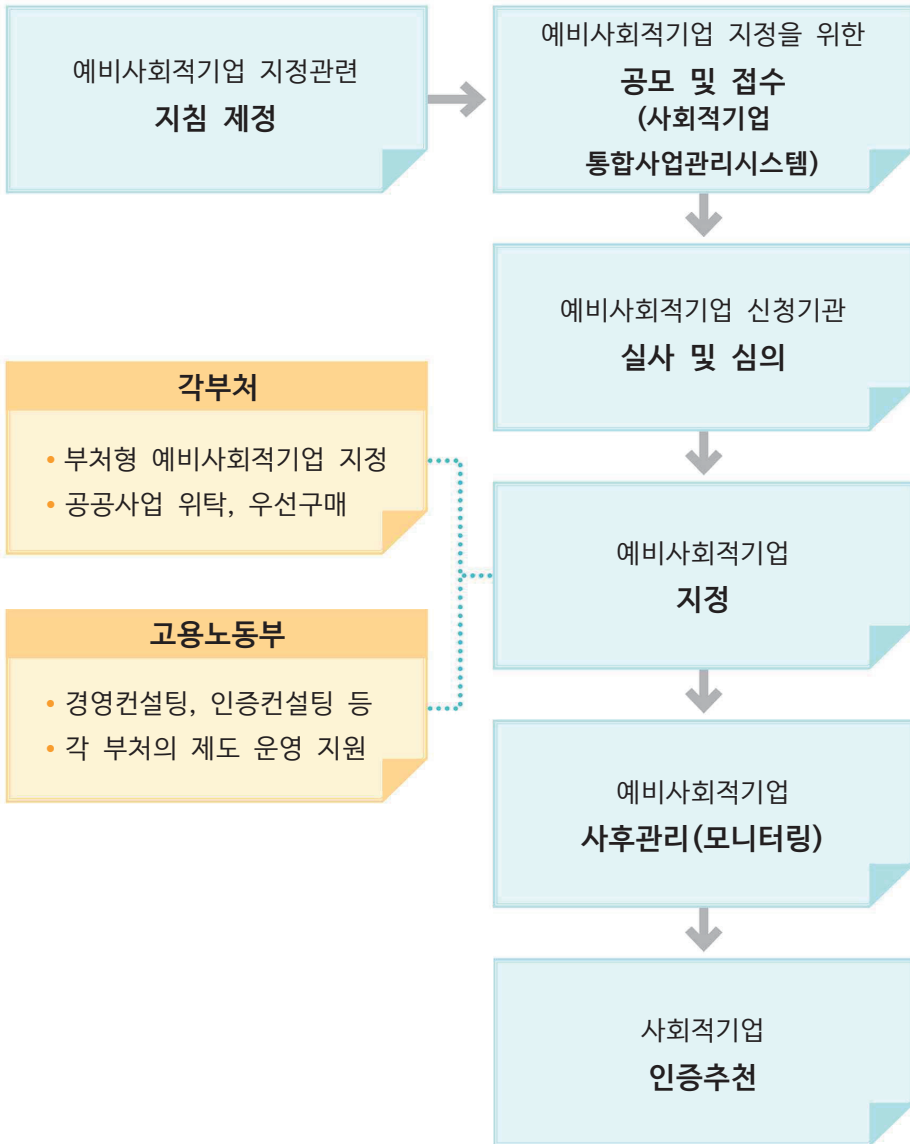 예비사회적기업 지정관련
지침 제정
예비사회적기업 지정을 위한
공모 및 접수
(사회적기업
통합사업관리시스템)
예비사회적기업 신청기관
실사 및 심의
각부처
• 부처형 예비사회적기업 지정
• 공공사업 위탁, 우선구매
예비사회적기업
지정
고용노동부
• 경영컨설팅, 인증컨설팅 등
• 각 부처의 제도 운영 지원
예비사회적기업
사후관리(모니터링)
사회적기업
인증추천